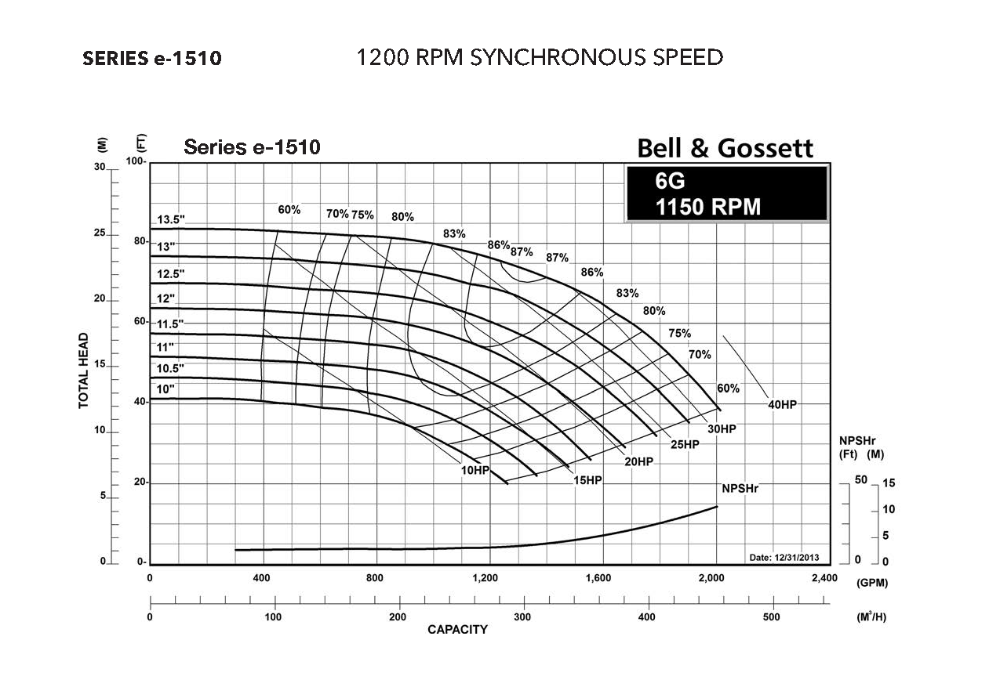 SERIES e-1510
1200 RPM SYNCHRONOUS SPEED
(M)
(FT)
Series e-1510
Bell & Gossett
6G
1150 RPM
100-
30
25
20
15
10
5
0
80-
60-
40-
20-
0-
TOTAL HEAD
13.5"
13"
12.5"
12"
11.5"
11"
10.5"
10"
60%
70%
75%
80%
83%
86%
87%
87%
86%
83%
80%
75%
70%
60%
40HP
30HP
25HP
20HP
15HP
10HP
NPSHr
NPSHr
(Ft) (M)
50
0
15
10
5
0
Date: 12/31/2013
0 400 800 1,200 1,600 2,000 2,400
(GPM)
0 100 200 300 400 500
(M³/H)
CAPACITY